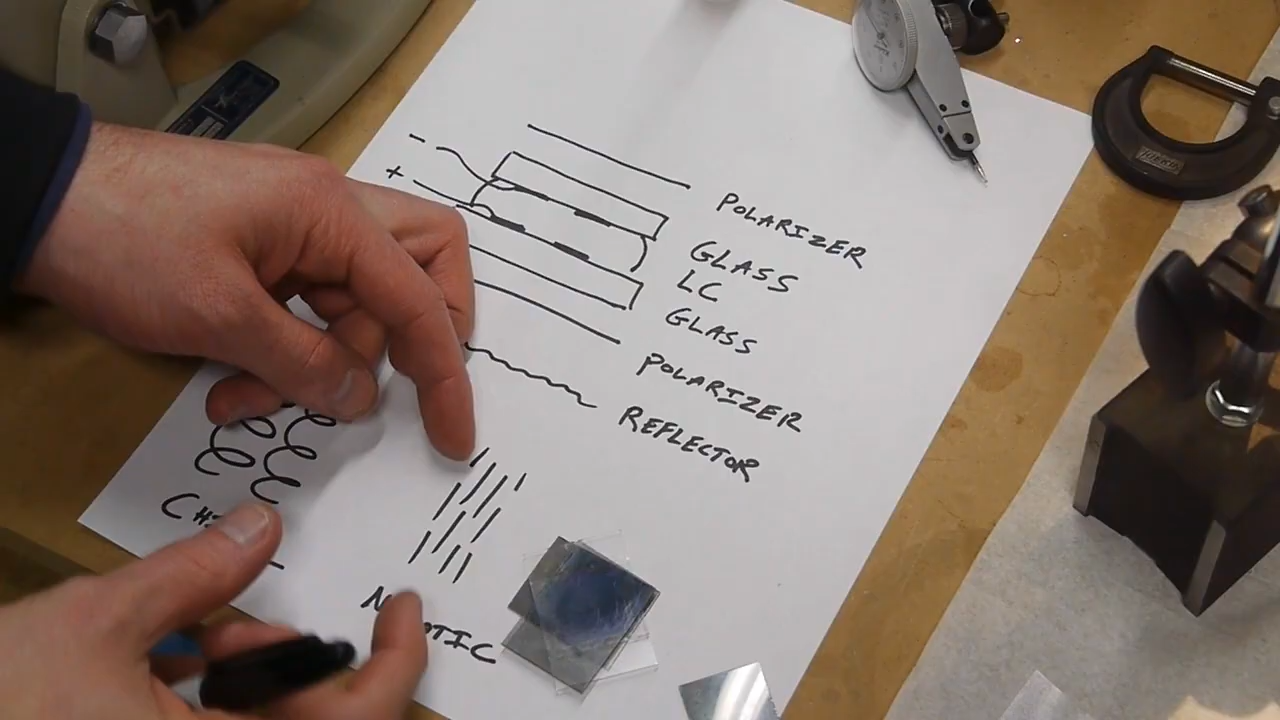 -
+
POLARIZER
GLASS
LC
GLASS
POLARIZER
REFLECTOR